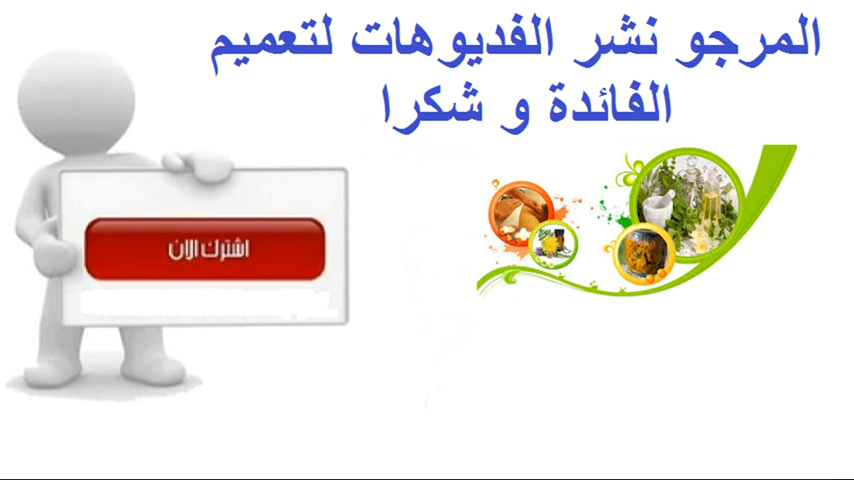 المرجو نشر الفديوهات لتعميم
الفائدة و شكرا
اشترك الان